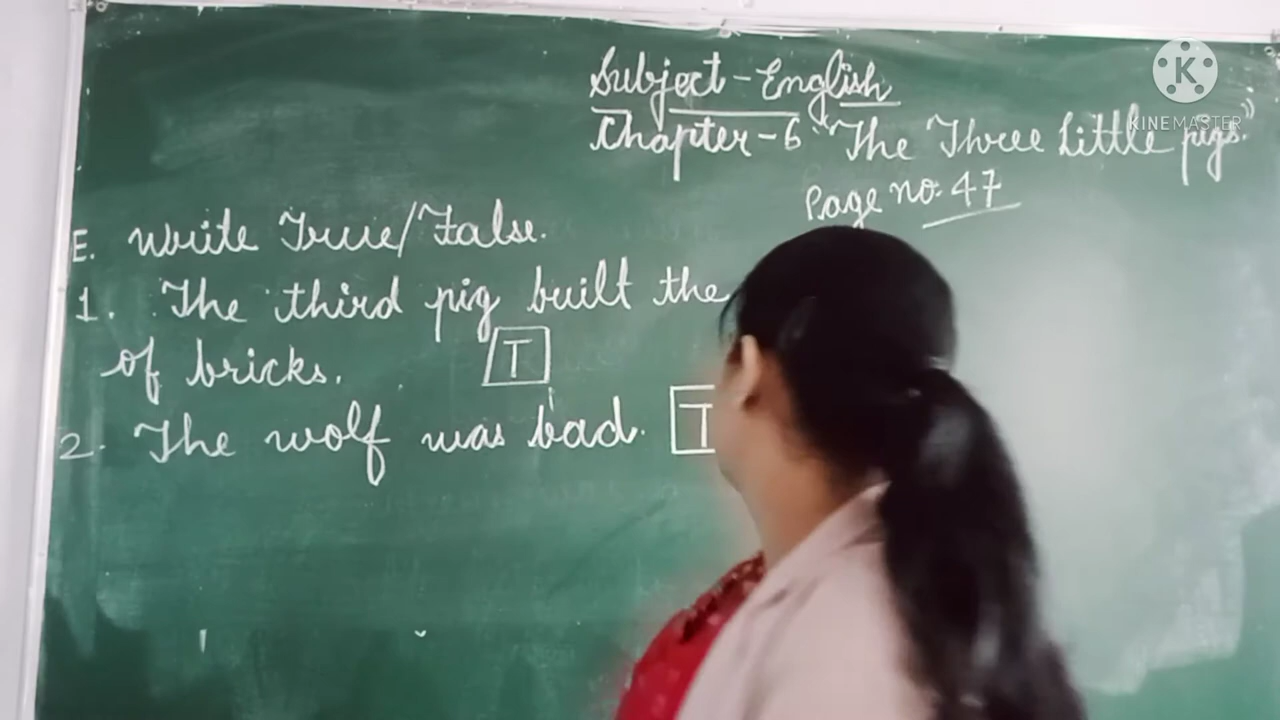 Subject-English
Chapter-6 "The Three Little pigs."
Page no. 47
E. Write True/False.
1. The third pig built the
of bricks. T
2. The wolf was bad. T
K
KINEMASTER